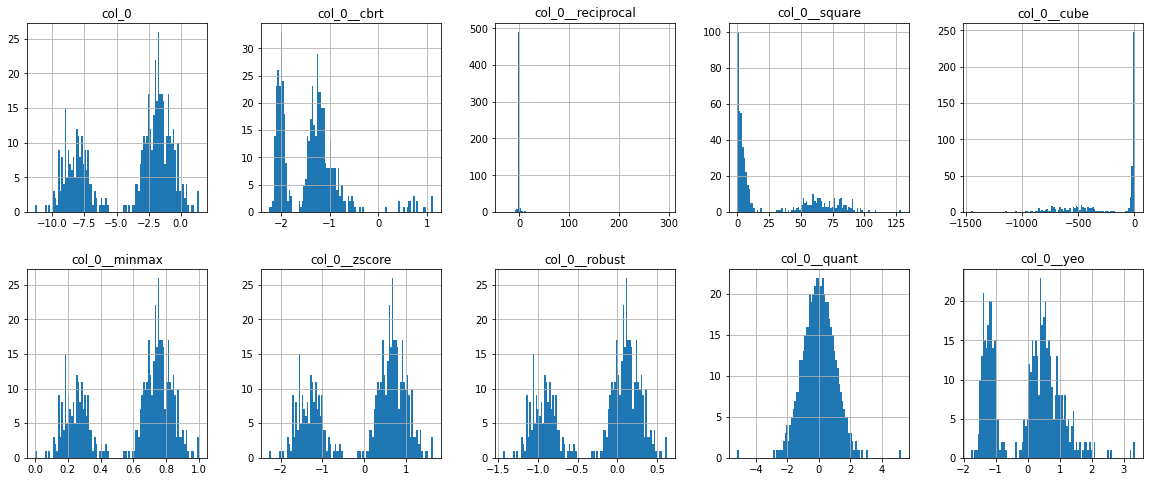 col_0
col_0__cbrt
col_0__reciprocal
col_0__square
col_0__cube
25
20
15
10
5
0
-10.0 -7.5 -5.0 -2.5 0.0
30
25
20
15
10
5
0
−2 −1 0 1
500
400
300
200
100
0
0 100 200 300
100
80
60
40
20
0
0 25 50 75 100 125
250
200
150
100
50
0
−1500 −1000 −500 0
col_0__minmax
col_0__zscore
col_0__robust
col_0__quant
col_0__yeo
25
20
15
10
5
0
0.0 0.2 0.4 0.6 0.8 1.0
25
20
15
10
5
0
−2 −1 0 1
25
20
15
10
5
0
−1.5 −1.0 −0.5 0.0 0.5
20
15
10
5
0
−4 −2 0 2 4
20
15
10
5
0
−2 −1 0 1 2 3